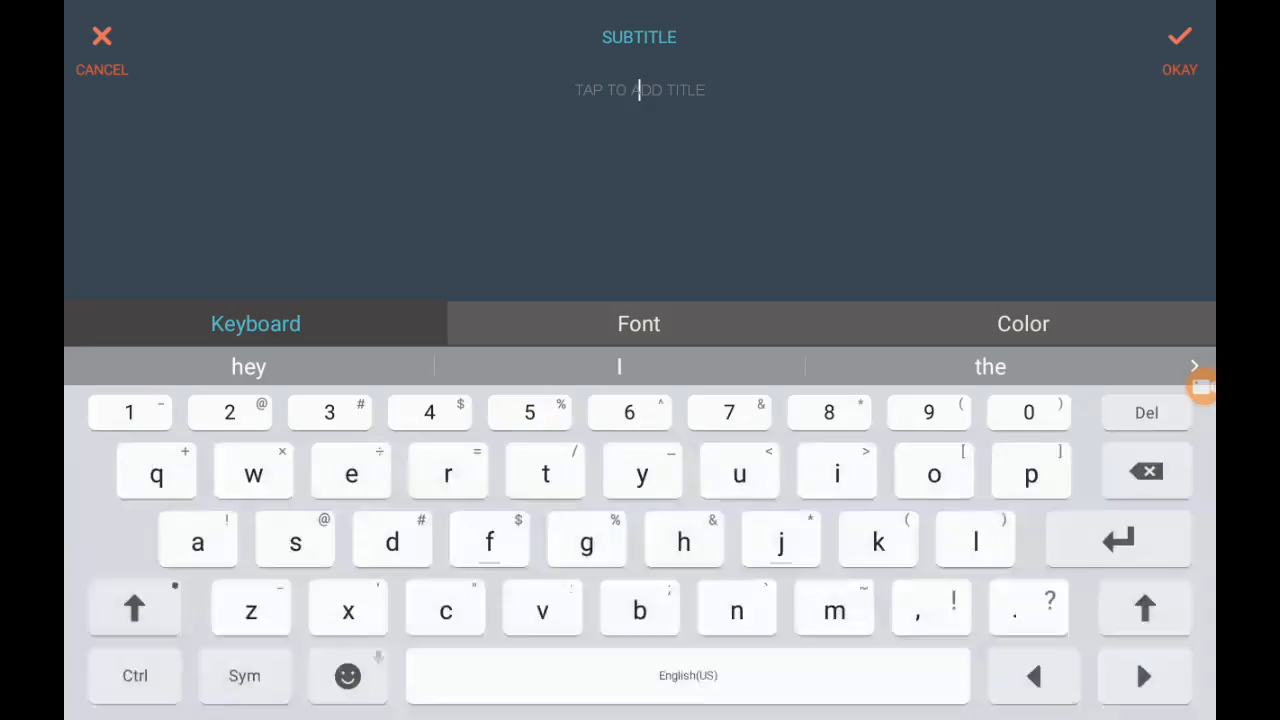 SUBTITLE
CANCEL
OKAY
TAP TO ADD TITLE
Keyboard Font Color
hey I the
1 - 2 @ 3 # 4 $ 5 % 6 ^ 7 & 8 * 9 ( 0 ) Del
q + w × e ÷ r = t / y _ u < i > o [ p ]
a ! s @ d # f $ g % h & j * k ( l )
z - x ' c " v : b ; n ` m ~ , ! . ?
Ctrl Sym English(US)